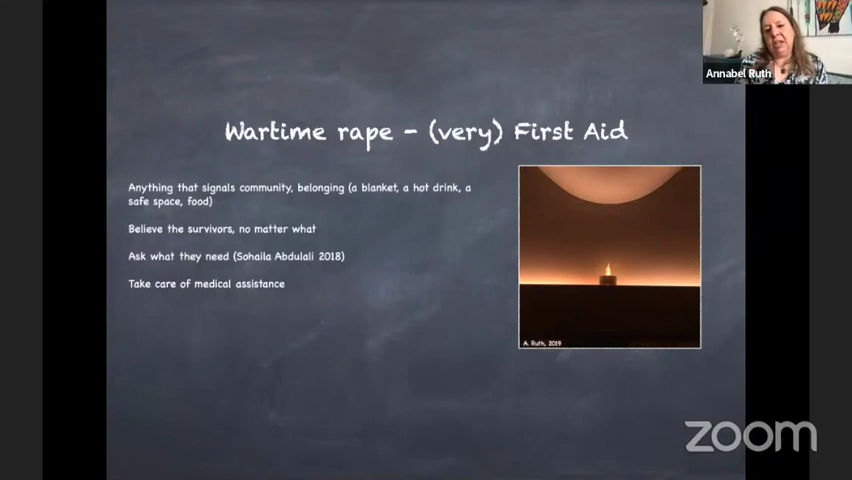 Annabel Ruth
Wartime rape - (very) First Aid
Anything that signals community, belonging (a blanket, a hot drink, a
safe space, food)
Believe the survivors, no matter what
Ask what they need (Sohaila Abdulali 2018)
Take care of medical assistance
A. Ruth, 2019
zoom